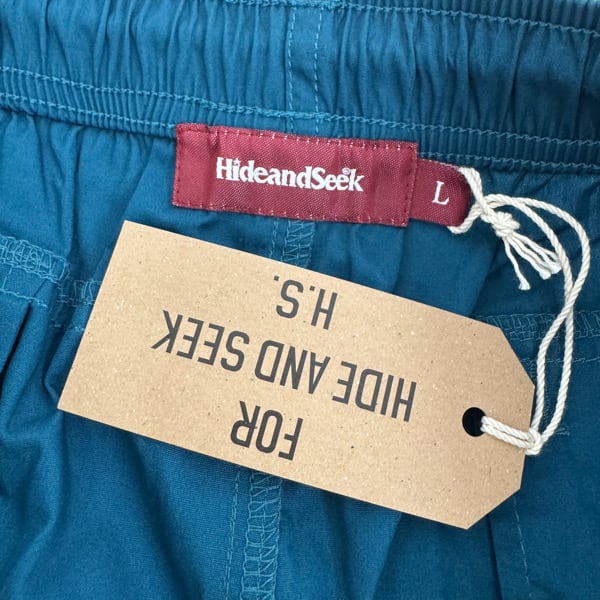 HideandSeek
L
FOR
HIDE AND SEEK
H.S.